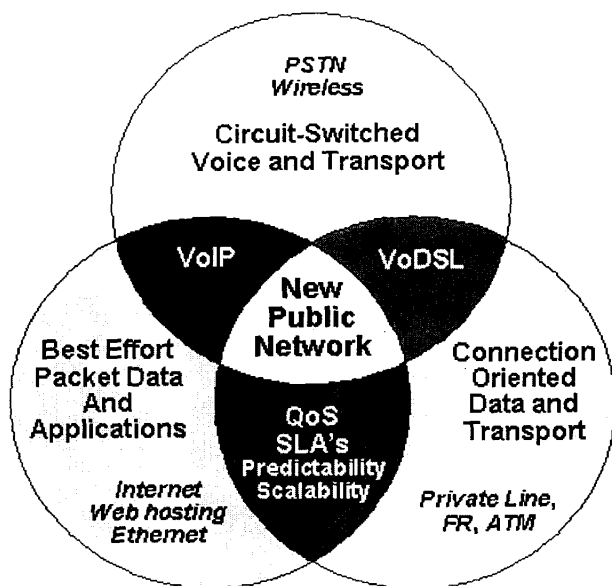 PSTN
Wireless
Circuit-Switched
Voice and Transport
VoIP
VoDSL
New
Public
Network
Best Effort
Packet Data
And
Applications
Connection
Oriented
Data and
Transport
QoS
SLA's
Predictability
Scalability
Internet
Web hosting
Ethernet
Private Line,
FR, ATM